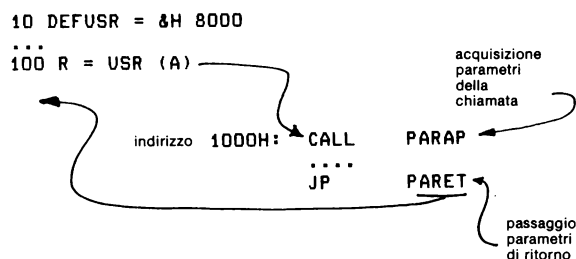 10 DEFUSR = &H 8000
...
100 R = USR (A)
acquisizione
parametri
della
chiamata
indirizzo 1000H: CALL PARAP
....
JP PARET
passaggio
parametri
di ritorno